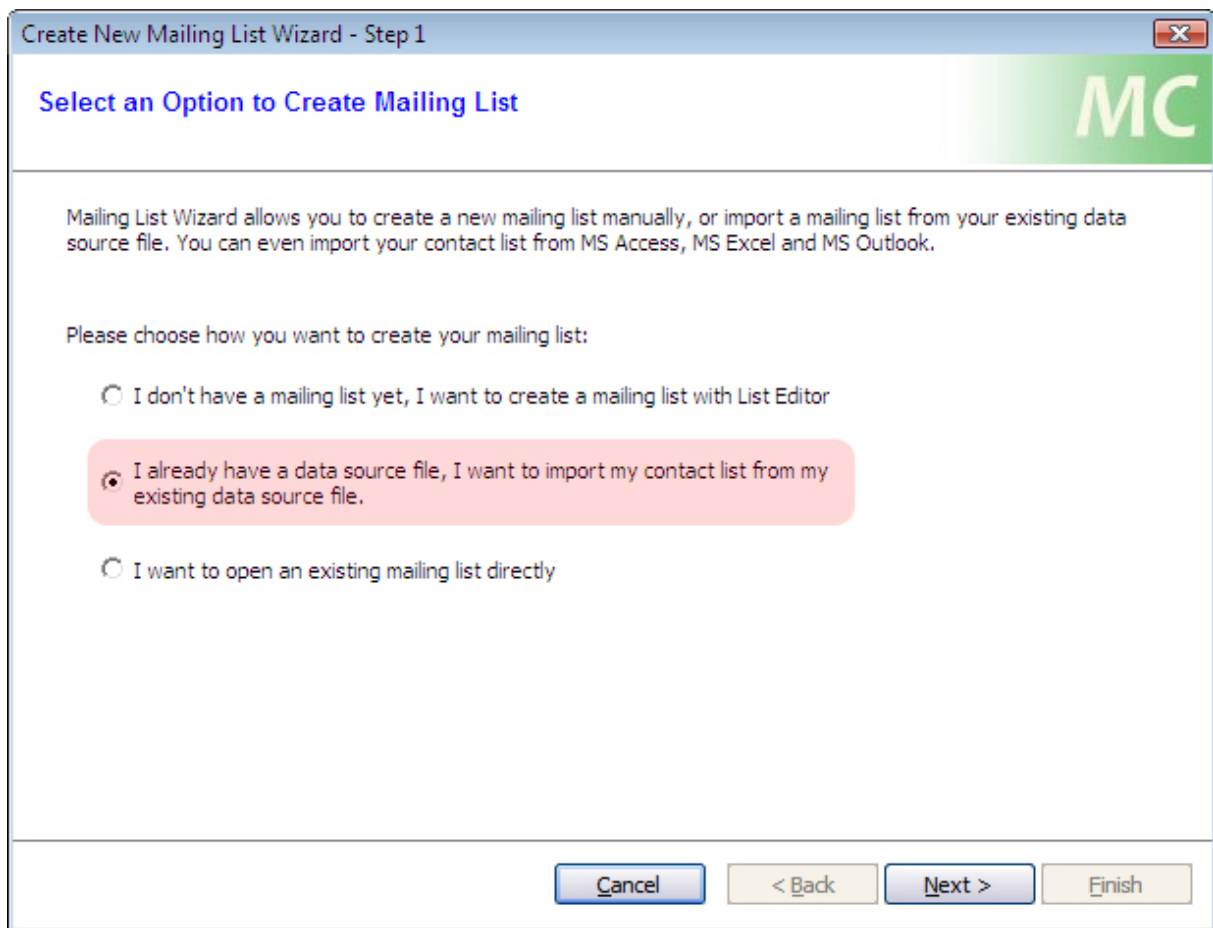 Create New Mailing List Wizard - Step 1
Select an Option to Create Mailing List
MC
Mailing List Wizard allows you to create a new mailing list manually, or import a mailing list from your existing data
source file. You can even import your contact list from MS Access, MS Excel and MS Outlook.
Please choose how you want to create your mailing list:
I don't have a mailing list yet, I want to create a mailing list with List Editor
I already have a data source file, I want to import my contact list from my
existing data source file.
I want to open an existing mailing list directly
Cancel < Back Next > Finish